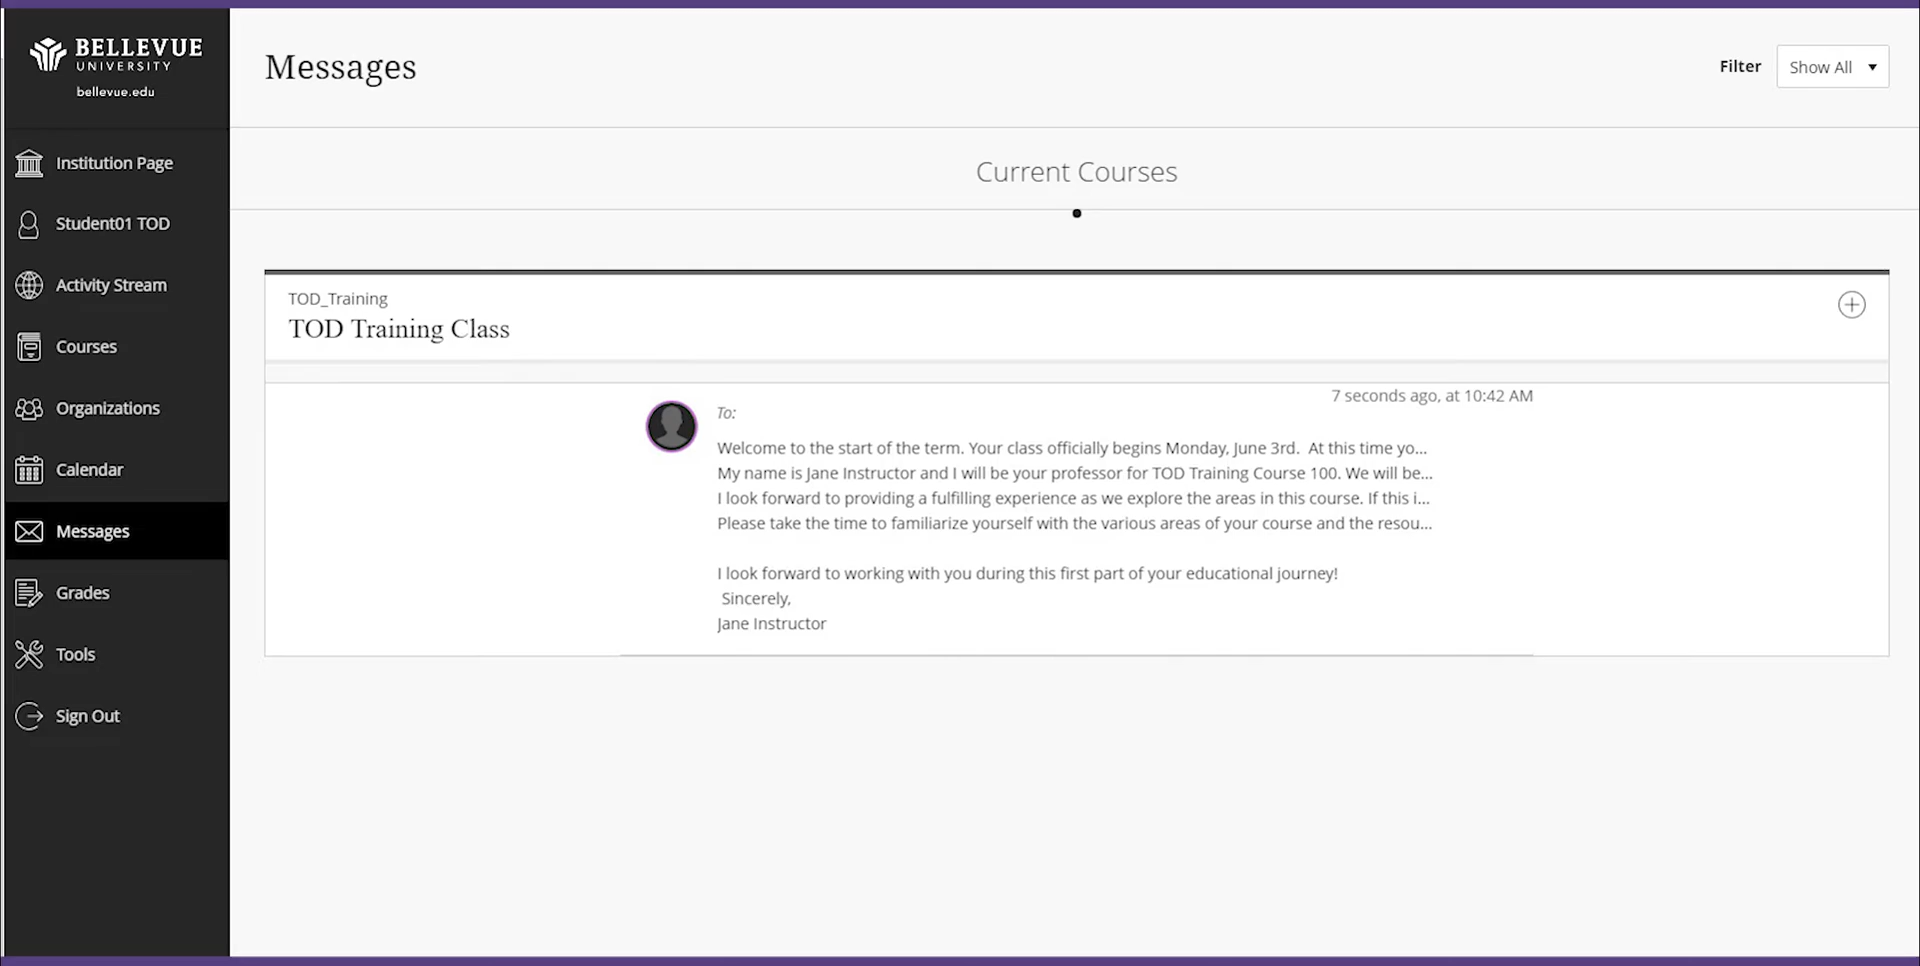 BELLEVUE
UNIVERSITY
bellevue.edu
Institution Page
Student01 TOD
Activity Stream
Courses
Organizations
Calendar
Messages
Grades
Tools
Sign Out
Messages
Filter
Show All
Current Courses
TOD_Training
TOD Training Class
7 seconds ago, at 10:42 AM
To:
Welcome to the start of the term. Your class officially begins Monday, June 3rd.  At this time yo...
My name is Jane Instructor and I will be your professor for TOD Training Course 100. We will be...
I look forward to providing a fulfilling experience as we explore the areas in this course. If this i...
Please take the time to familiarize yourself with the various areas of your course and the resou...
I look forward to working with you during this first part of your educational journey!
Sincerely,
Jane Instructor